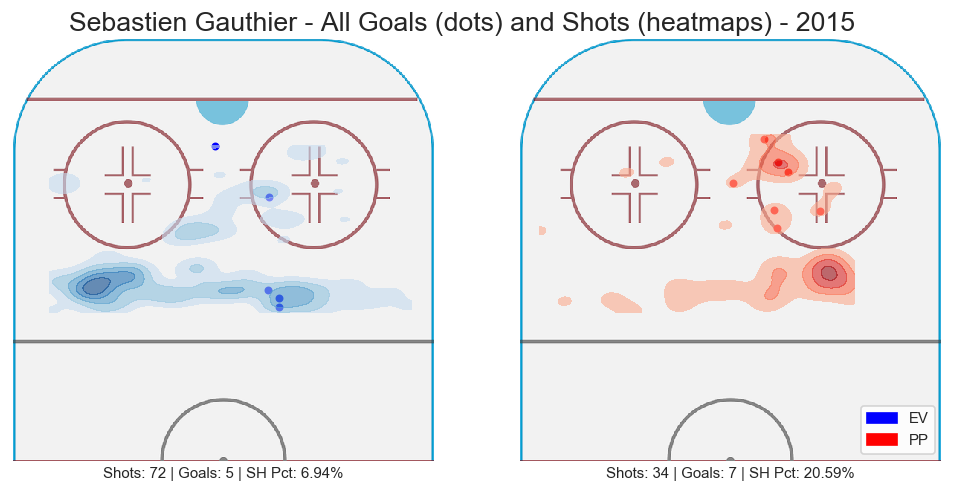 Sebastien Gauthier - All Goals (dots) and Shots (heatmaps) - 2015
EV
PP
Shots: 72 | Goals: 5 | SH Pct: 6.94%
Shots: 34 | Goals: 7 | SH Pct: 20.59%